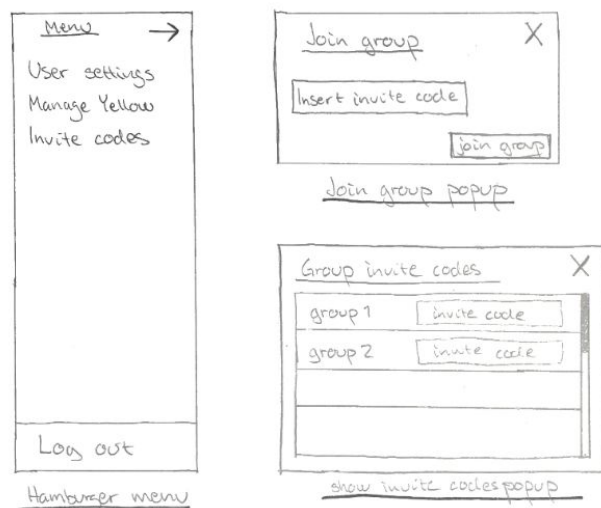 Menu →
User settings
Manage Yellow
Invite codes
Log out
Hamburger menu
Join group X
Insert invite code
join group
Join group popup
Group invite codes X
group 1 invite code
group 2 invite code
show invite codes popup